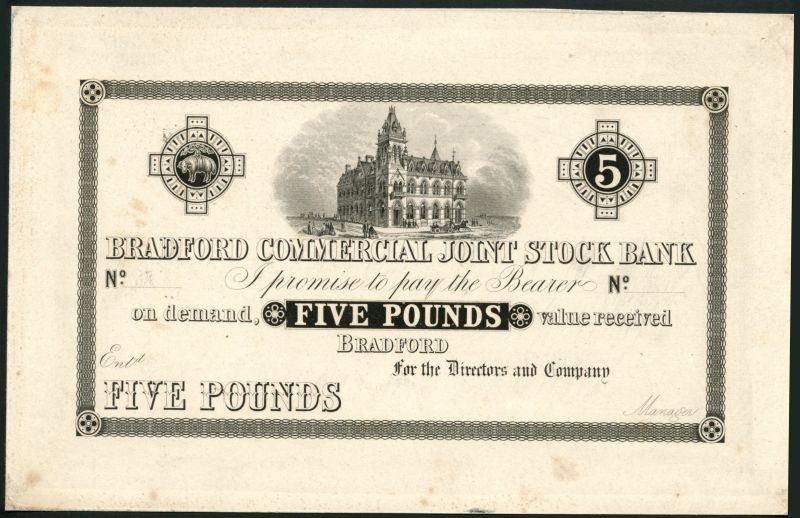 5
BRADFORD COMMERCIAL JOINT STOCK BANK
No. I promise to pay the Bearer No.
on demand, FIVE POUNDS value received
BRADFORD
Entd
For the Directors and Company
FIVE POUNDS
Manager